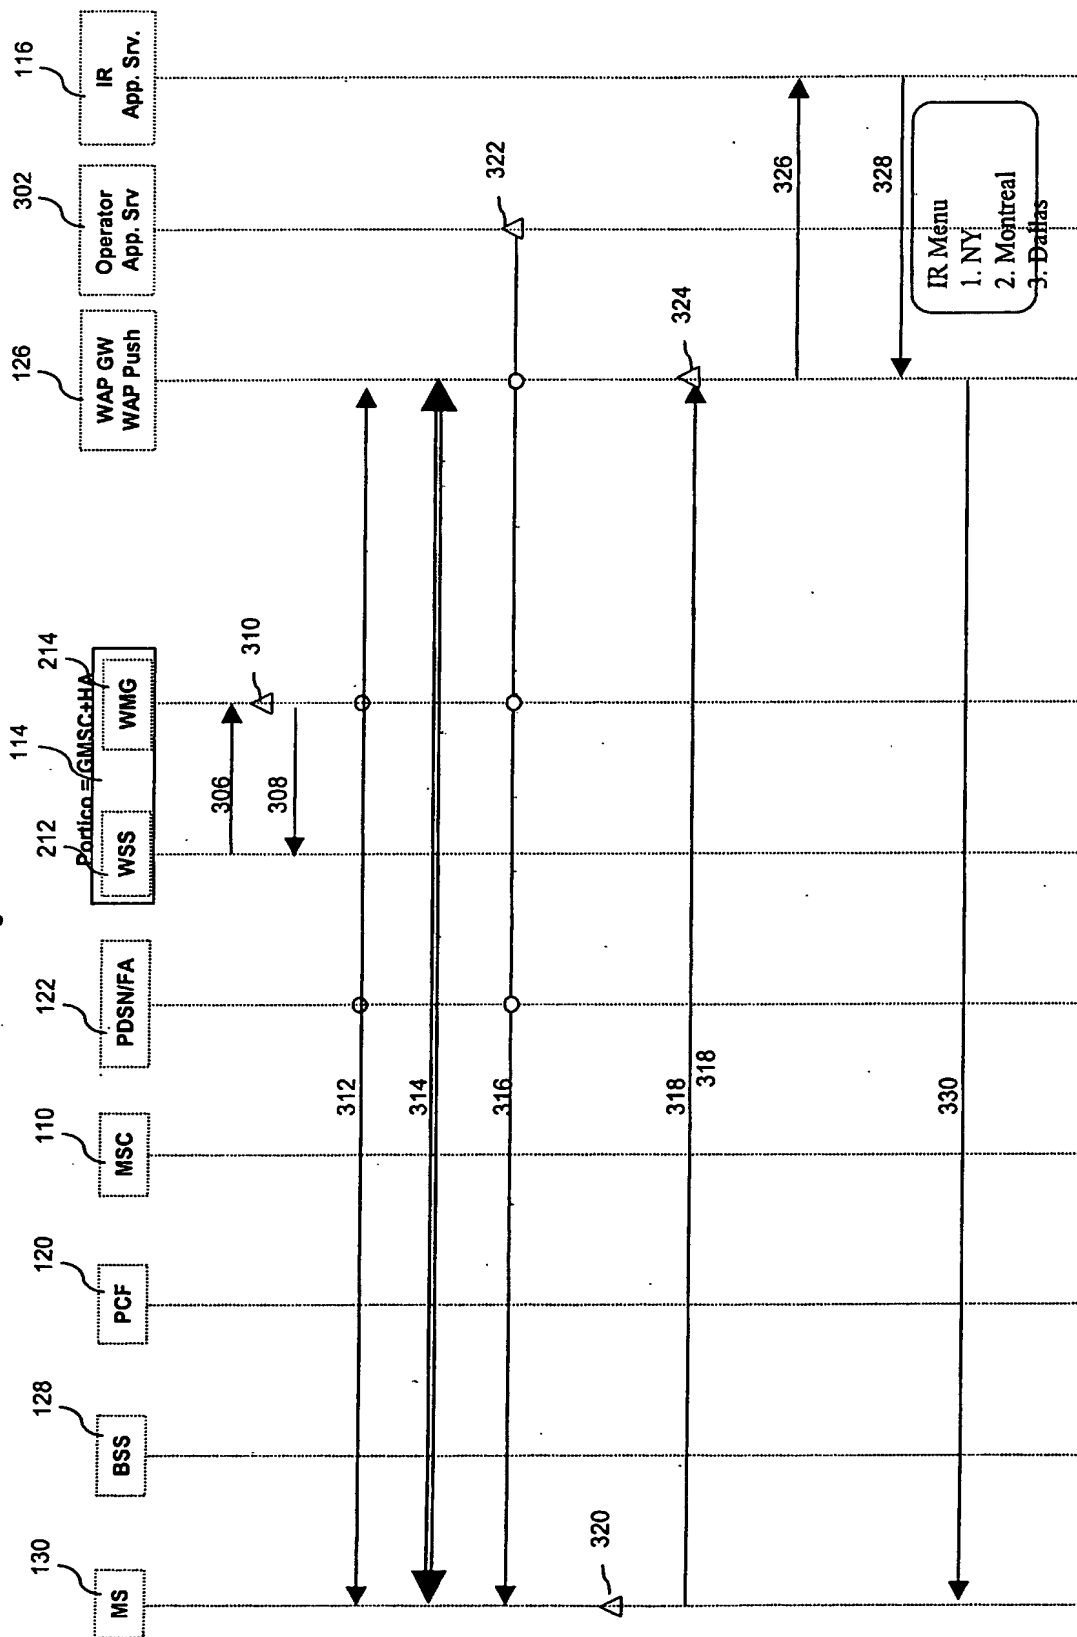 130
MS
128
BSS
120
PCF
110
MSC
122
PDSN/FA
212
114
214
Portico = GMSC+HA
WSS
WMG
126
WAP GW
WAP Push
302
Operator
App. Srv
116
IR
App. Srv.
306
310
308
312
314
316
322
320
318
318
324
326
328
IR Menu
1. NY
2. Montreal
3. Dallas
330